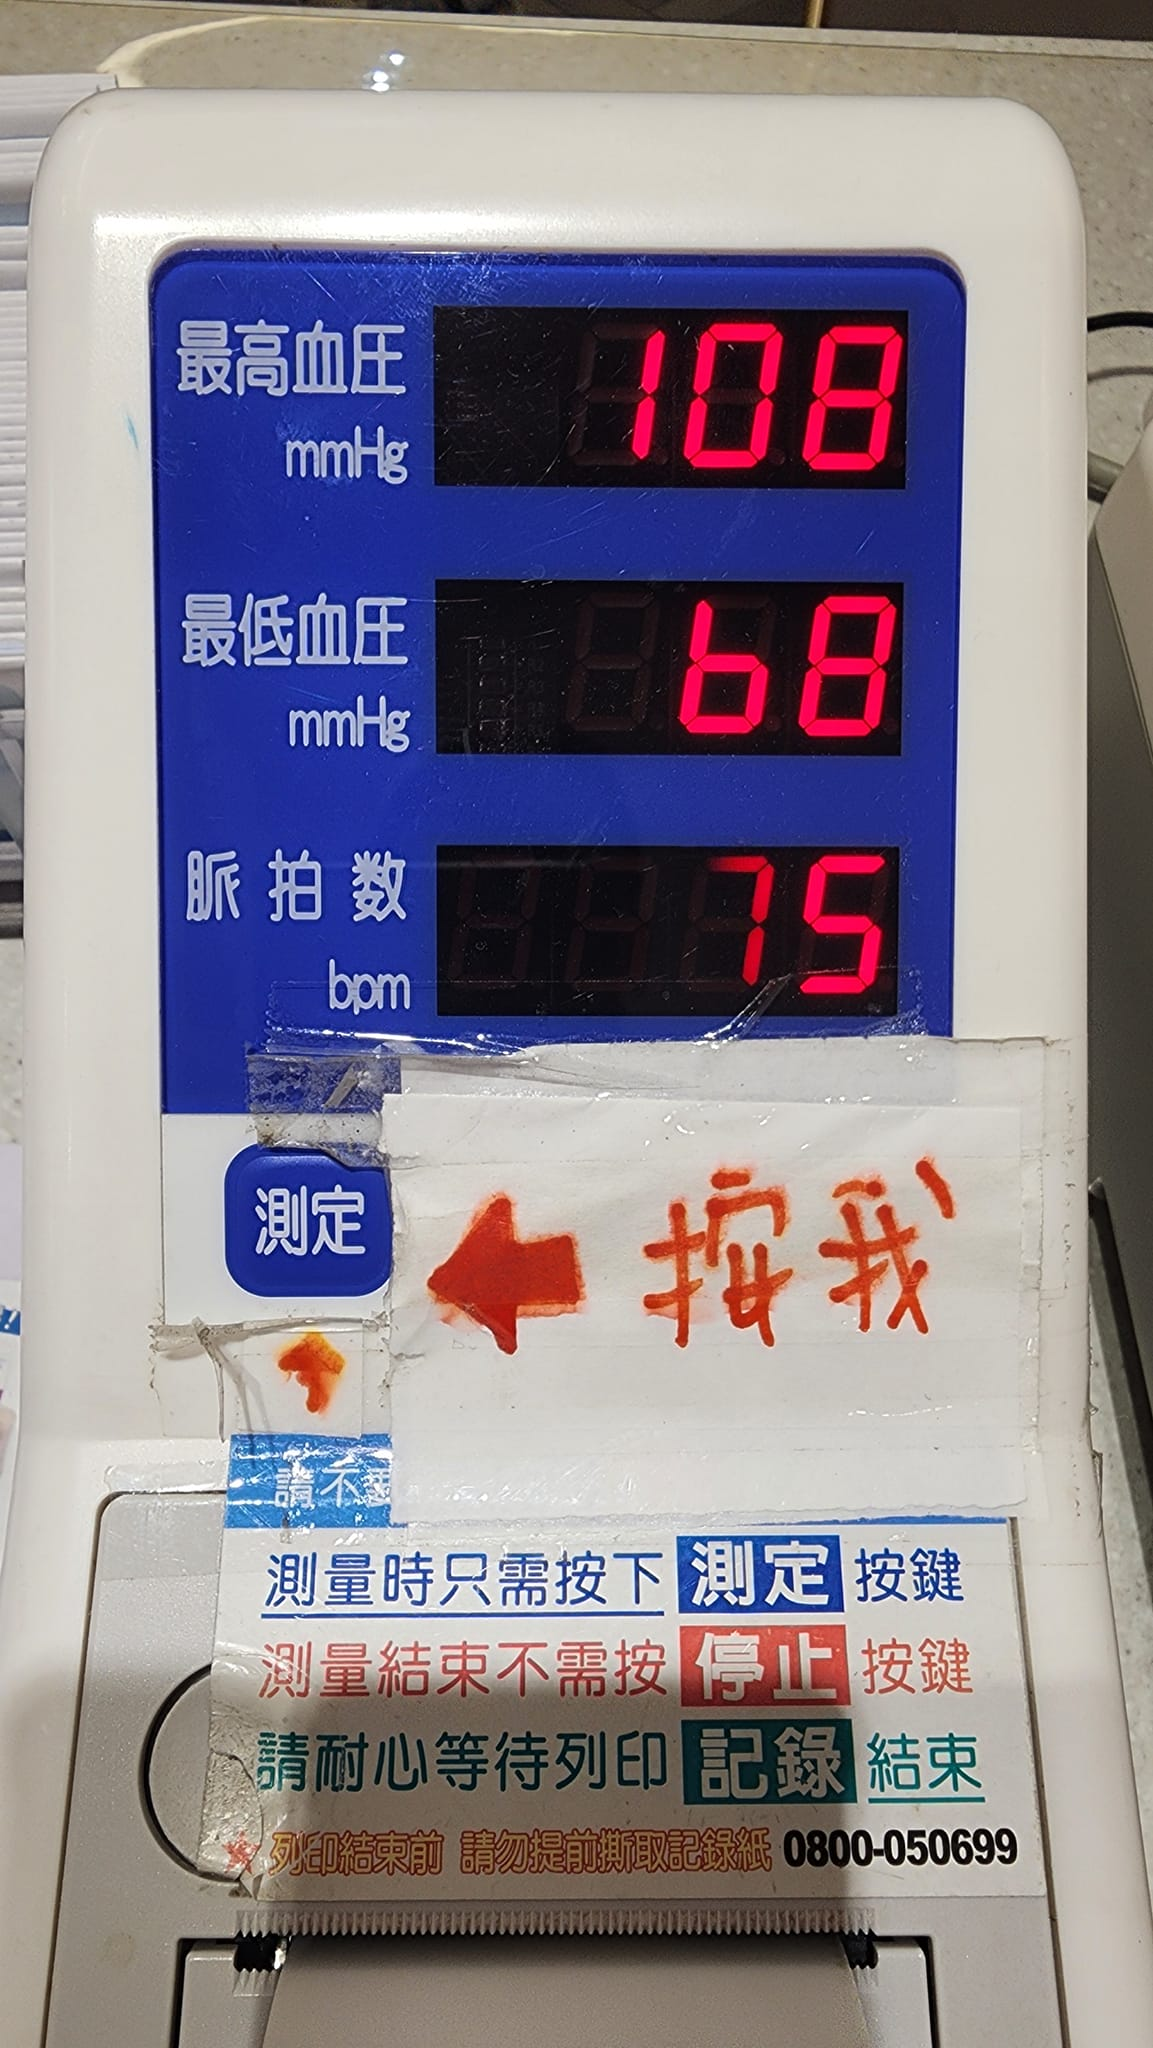 最高血圧
mmHg
108
最低血圧
mmHg
68
脈拍数
bpm
75
測定
按我
請不要
測量時只需按下 測定 按鍵
測量結束不需按 停止 按鍵
請耐心等待列印 記錄 結束
列印結束前 請勿提前撕取記錄紙 0800-050699